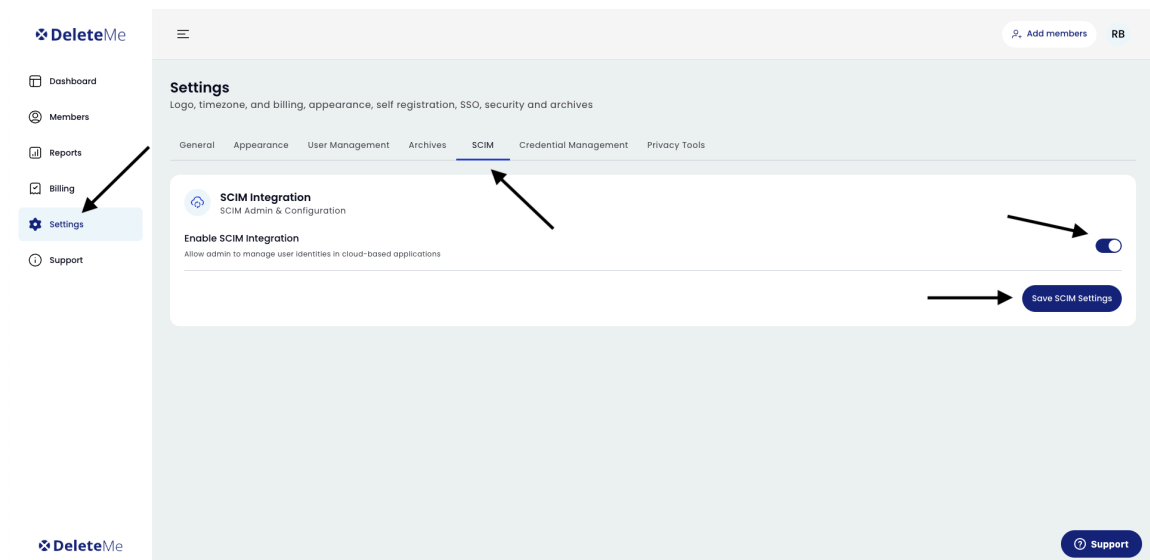 DeleteMe
Add members
RB
Dashboard
Members
Reports
Billing
Settings
Support
Settings
Logo, timezone, and billing, appearance, self registration, SSO, security and archives
General Appearance User Management Archives SCIM Credential Management Privacy Tools
SCIM Integration
SCIM Admin & Configuration
Enable SCIM Integration
Allow admin to manage user identities in cloud-based applications
Save SCIM Settings
DeleteMe
Support